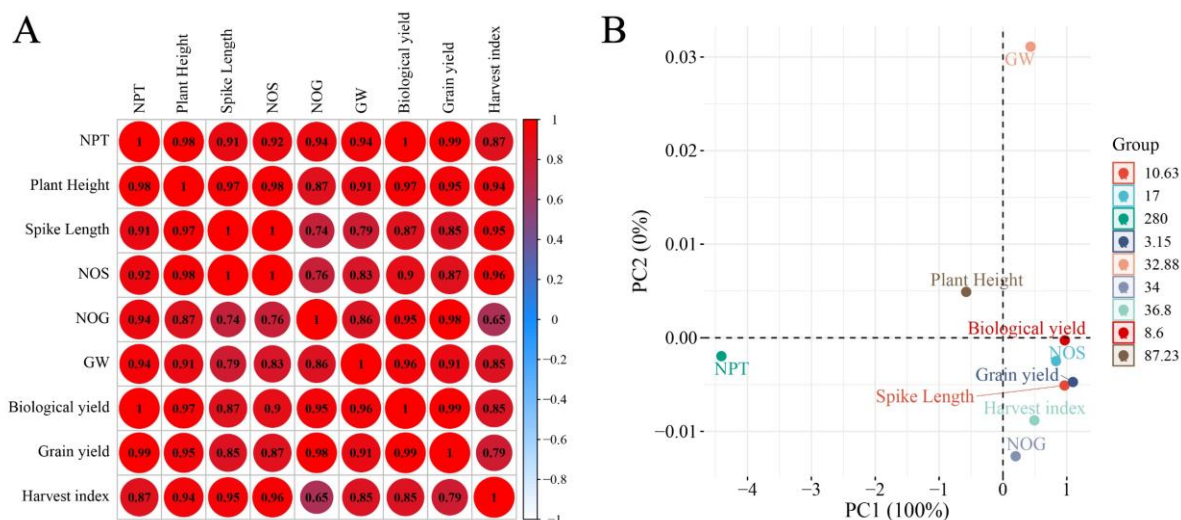 A
NPT
Plant Height
Spike Length
NOS
NOG
GW
Biological yield
Grain yield
Harvest index
NPT 1 0.98 0.91 0.92 0.94 0.94 1 0.99 0.87
Plant Height 0.98 1 0.97 0.98 0.87 0.91 0.97 0.95 0.94
Spike Length 0.91 0.97 1 1 0.74 0.79 0.87 0.85 0.95
NOS 0.92 0.98 1 1 0.76 0.83 0.9 0.87 0.96
NOG 0.94 0.87 0.74 0.76 1 0.86 0.95 0.98 0.65
GW 0.94 0.91 0.79 0.83 0.86 1 0.96 0.91 0.85
Biological yield 1 0.97 0.87 0.9 0.95 0.96 1 0.99 0.85
Grain yield 0.99 0.95 0.85 0.87 0.98 0.91 0.99 1 0.79
Harvest index 0.87 0.94 0.95 0.96 0.65 0.85 0.85 0.79 1
1
0.8
0.6
0.4
0.2
0
−0.2
−0.4
−0.6
−0.8
−1
B
PC2 (0%)
0.03
0.02
0.01
0.00
−0.01
GW
Plant Height
Biological yield
NOS
NPT
Grain yield
Spike Length
Harvest index
NOG
−4 −3 −2 −1 0 1
PC1 (100%)
Group
10.63
17
280
3.15
32.88
34
36.8
8.6
87.23